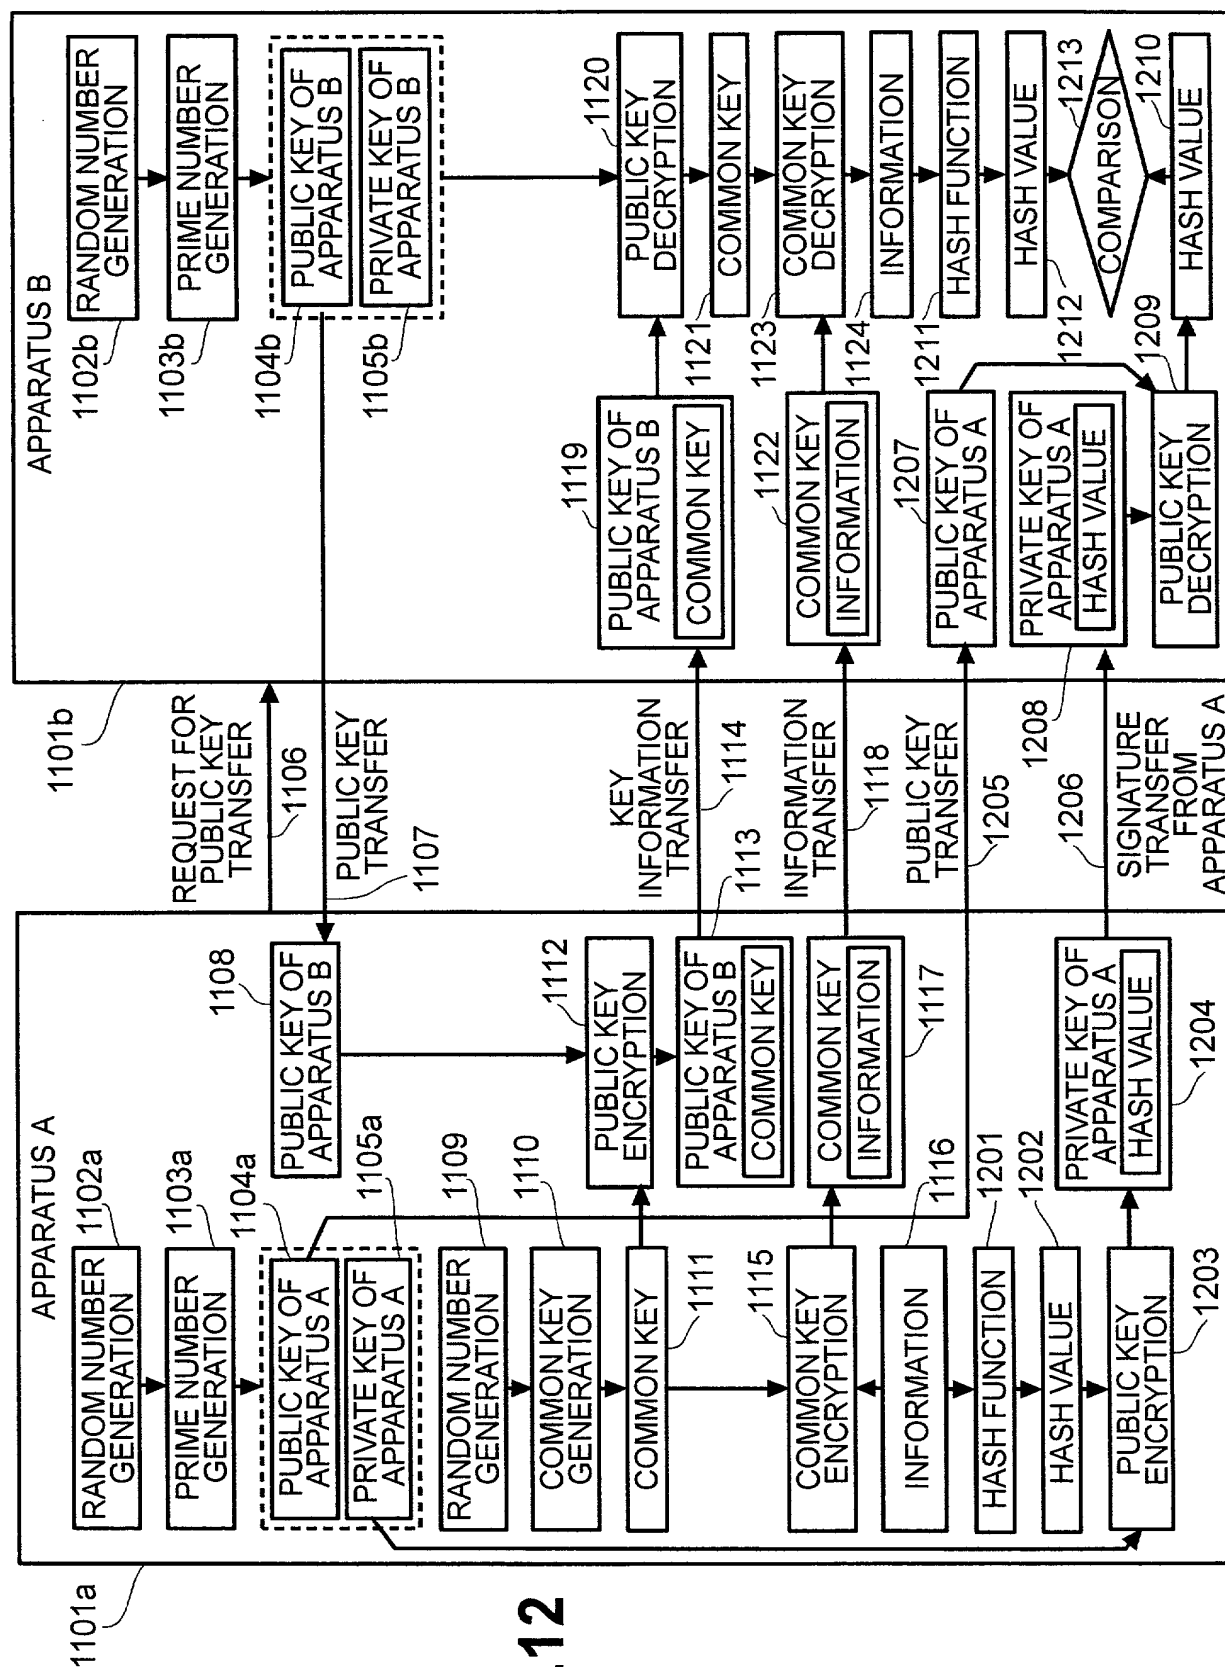 APPARATUS A
1101a
RANDOM NUMBER
GENERATION
1102a
PRIME NUMBER
GENERATION
1103a
1104a
PUBLIC KEY OF
APPARATUS A
PRIVATE KEY OF
APPARATUS A
1105a
RANDOM NUMBER
GENERATION
1109
COMMON KEY
GENERATION
1110
COMMON KEY
1111
COMMON KEY
ENCRYPTION
1115
INFORMATION
1116
HASH FUNCTION
1201
HASH VALUE
1202
PUBLIC KEY
ENCRYPTION
1203
PUBLIC KEY OF
APPARATUS B
1108
PUBLIC KEY
ENCRYPTION
1112
PUBLIC KEY OF
APPARATUS B
COMMON KEY
1113
COMMON KEY
INFORMATION
1117
PRIVATE KEY OF
APPARATUS A
HASH VALUE
1204
REQUEST FOR
PUBLIC KEY
TRANSFER
1106
PUBLIC KEY
TRANSFER
1107
KEY
INFORMATION
TRANSFER
1114
INFORMATION
TRANSFER
1118
PUBLIC KEY
TRANSFER
1205
1206
SIGNATURE
TRANSFER
FROM
APPARATUS A
APPARATUS B
1101b
RANDOM NUMBER
GENERATION
1102b
PRIME NUMBER
GENERATION
1103b
PUBLIC KEY OF
APPARATUS B
1104b
PRIVATE KEY OF
APPARATUS B
1105b
1119
PUBLIC KEY OF
APPARATUS B
COMMON KEY
1122
COMMON KEY
INFORMATION
1207
PUBLIC KEY OF
APPARATUS A
PRIVATE KEY OF
APPARATUS A
HASH VALUE
1208
PUBLIC KEY
DECRYPTION
1209
PUBLIC KEY
DECRYPTION
1120
COMMON KEY
1121
COMMON KEY
DECRYPTION
1123
INFORMATION
1124
HASH FUNCTION
1211
HASH VALUE
1212
COMPARISON
1213
HASH VALUE
1210
.12